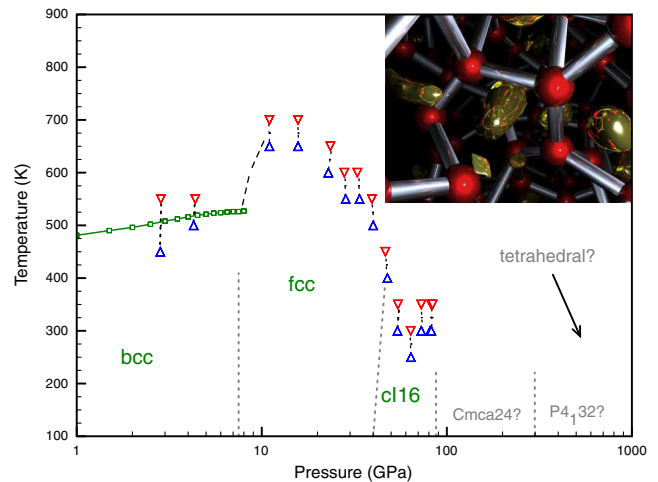 900
800
700
600
500
400
300
200
100
Temperature (K)
tetrahedral?
fcc
bcc
cI16
Cmca24?
P4₁32?
1
10
100
1000
Pressure (GPa)